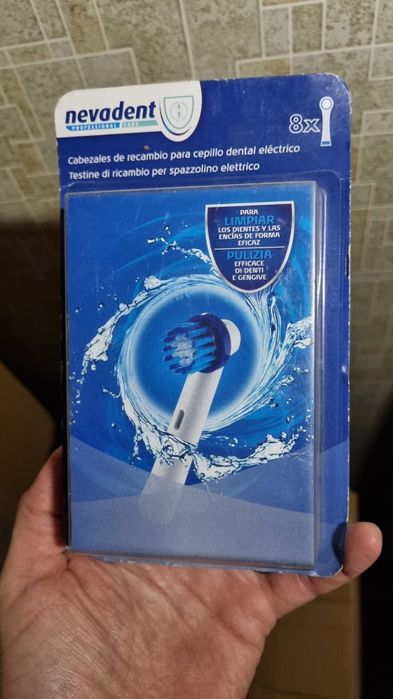 nevadent
PROFESSIONAL CARE
8x
Cabezales de recambio para cepillo dental eléctrico
Testine di ricambio per spazzolino elettrico
PARA
LIMPIAR
LOS DIENTES Y LAS
ENCÍAS DE FORMA
EFICAZ
PULIZIA
EFFICACE
DI DENTI
E GENGIVE